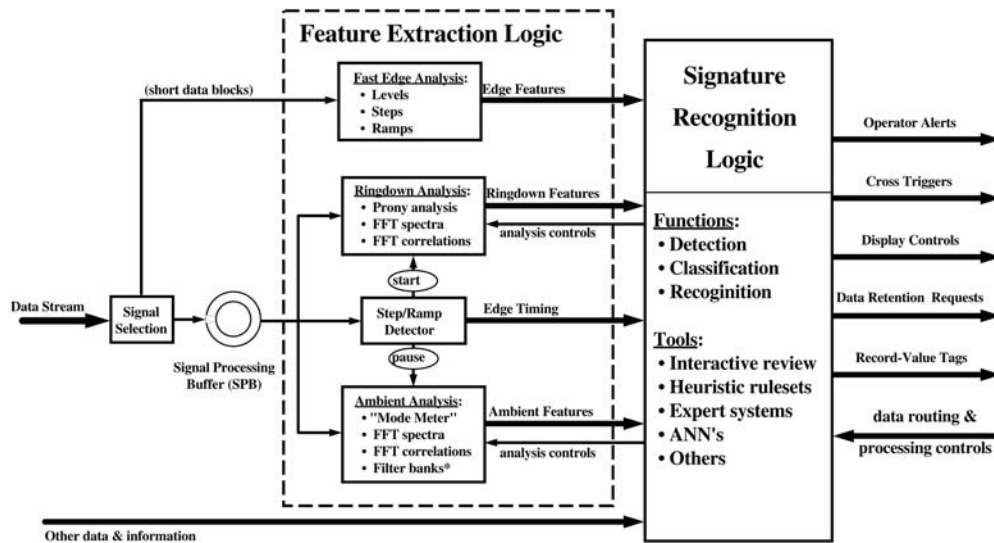 Feature Extraction Logic
Fast Edge Analysis:
• Levels
• Steps
• Ramps
(short data blocks)
Edge Features
Ringdown Analysis:
• Prony analysis
• FFT spectra
• FFT correlations
Ringdown Features
analysis controls
start
Data Stream
Signal
Selection
Signal Processing
Buffer (SPB)
Step/Ramp
Detector
Edge Timing
pause
Ambient Analysis:
• "Mode Meter"
• FFT spectra
• FFT correlations
• Filter banks*
Ambient Features
analysis controls
Other data & information
Signature
Recognition
Logic
Functions:
• Detection
• Classification
• Recoginition
Tools:
• Interactive review
• Heuristic rulesets
• Expert systems
• ANN's
• Others
Operator Alerts
Cross Triggers
Display Controls
Data Retention Requests
Record-Value Tags
data routing &
processing controls